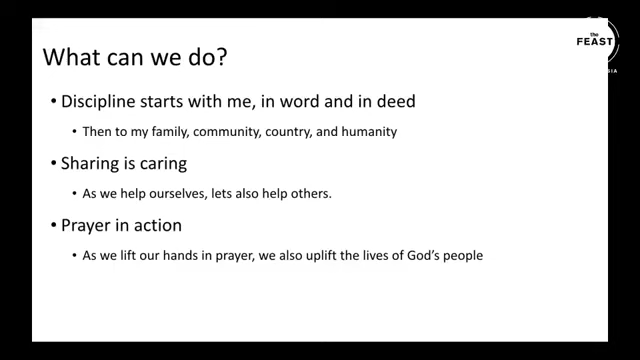 the
FEAST
SIA
What can we do?
• Discipline starts with me, in word and in deed
• Then to my family, community, country, and humanity
• Sharing is caring
• As we help ourselves, lets also help others.
• Prayer in action
• As we lift our hands in prayer, we also uplift the lives of God's people